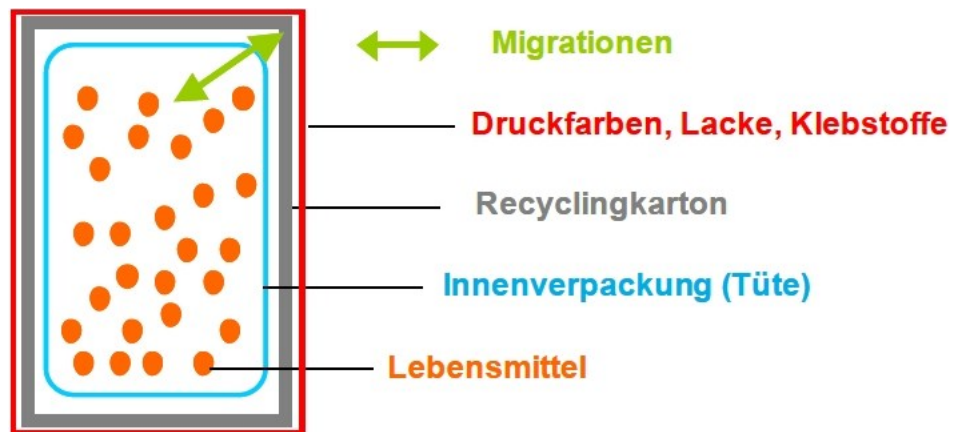 Migrationen
Druckfarben, Lacke, Klebstoffe
Recyclingkarton
Innenverpackung (Tüte)
Lebensmittel